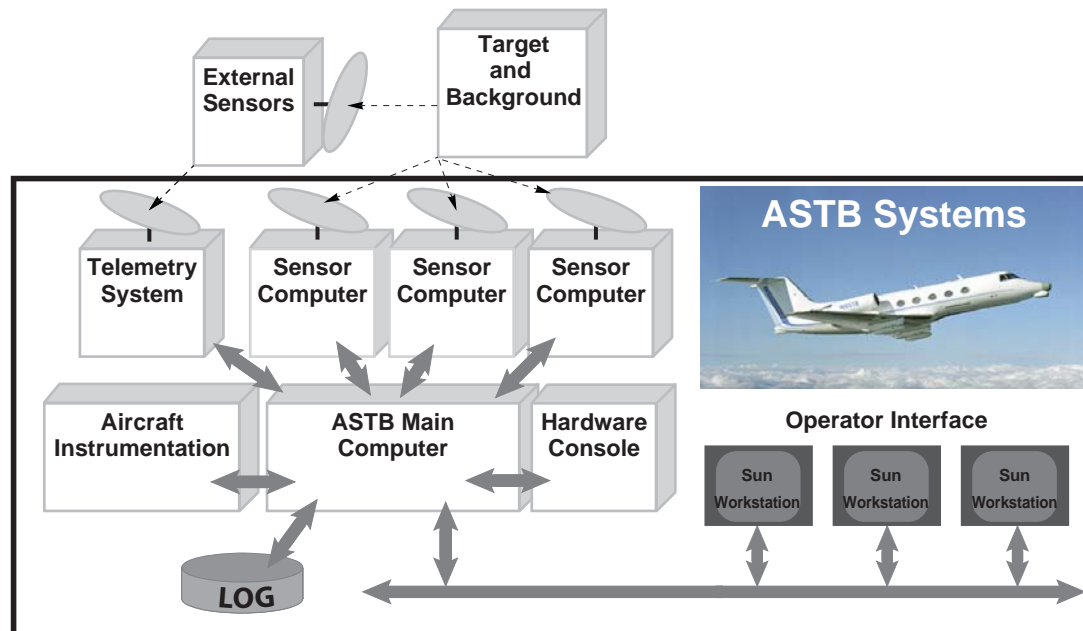 External
Sensors
Target
and
Background
ASTB Systems
Telemetry
System
Sensor
Computer
Sensor
Computer
Sensor
Computer
Aircraft
Instrumentation
ASTB Main
Computer
Hardware
Console
Operator Interface
Sun
Workstation
Sun
Workstation
Sun
Workstation
LOG